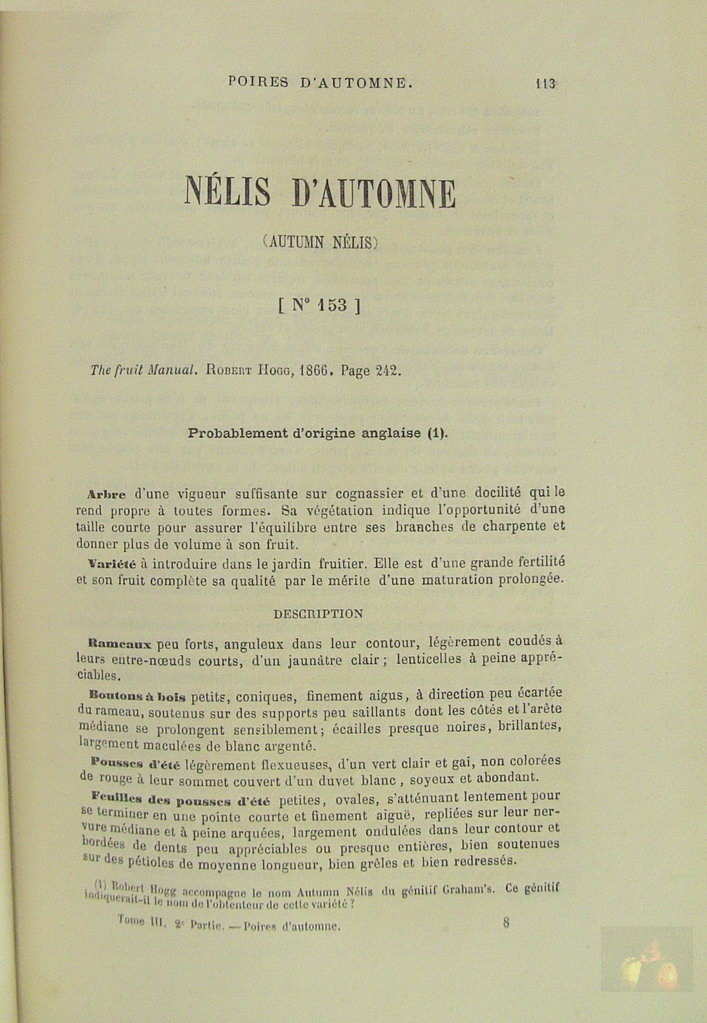 POIRES D'AUTOMNE. 113
NÉLIS D'AUTOMNE
(AUTUMN NÉLIS)
[ N° 153 ]
The fruit Manual. ROBERT HOGG, 1866. Page 242.
Probablement d'origine anglaise (1).
Arbre d'une vigueur suffisante sur cognassier et d'une docilité qui le
rend propre à toutes formes. Sa végétation indique l'opportunité d'une
taille courte pour assurer l'équilibre entre ses branches de charpente et
donner plus de volume à son fruit.
Variété à introduire dans le jardin fruitier. Elle est d'une grande fertilité
et son fruit complète sa qualité par le mérite d'une maturation prolongée.
DESCRIPTION
Rameaux peu forts, anguleux dans leur contour, légèrement coudés à
leurs entre-nœuds courts, d'un jaunâtre clair; lenticelles à peine appré-
ciables.
Boutons à bois petits, coniques, finement aigus, à direction peu écartée
du rameau, soutenus sur des supports peu saillants dont les côtés et l'arête
médiane se prolongent sensiblement; écailles presque noires, brillantes,
largement maculées de blanc argenté.
Pousses d'été légèrement flexueuses, d'un vert clair et gai, non colorées
de rouge à leur sommet couvert d'un duvet blanc, soyeux et abondant.
Feuilles des pousses d'été petites, ovales, s'atténuant lentement pour
se terminer en une pointe courte et finement aiguë, repliées sur leur ner-
vure médiane et à peine arquées, largement ondulées dans leur contour et
bordées de dents peu appréciables ou presque entières, bien soutenues
sur des pétioles de moyenne longueur, bien grêles et bien redressés.
(1) Robert Hogg accompagne le nom Autumn Nélis du génitif Graham's. Ce génitif
indiquerait-il le nom de l'obtenteur de cette variété?
Tome III. 2e Partie. — Poires d'automne. 8